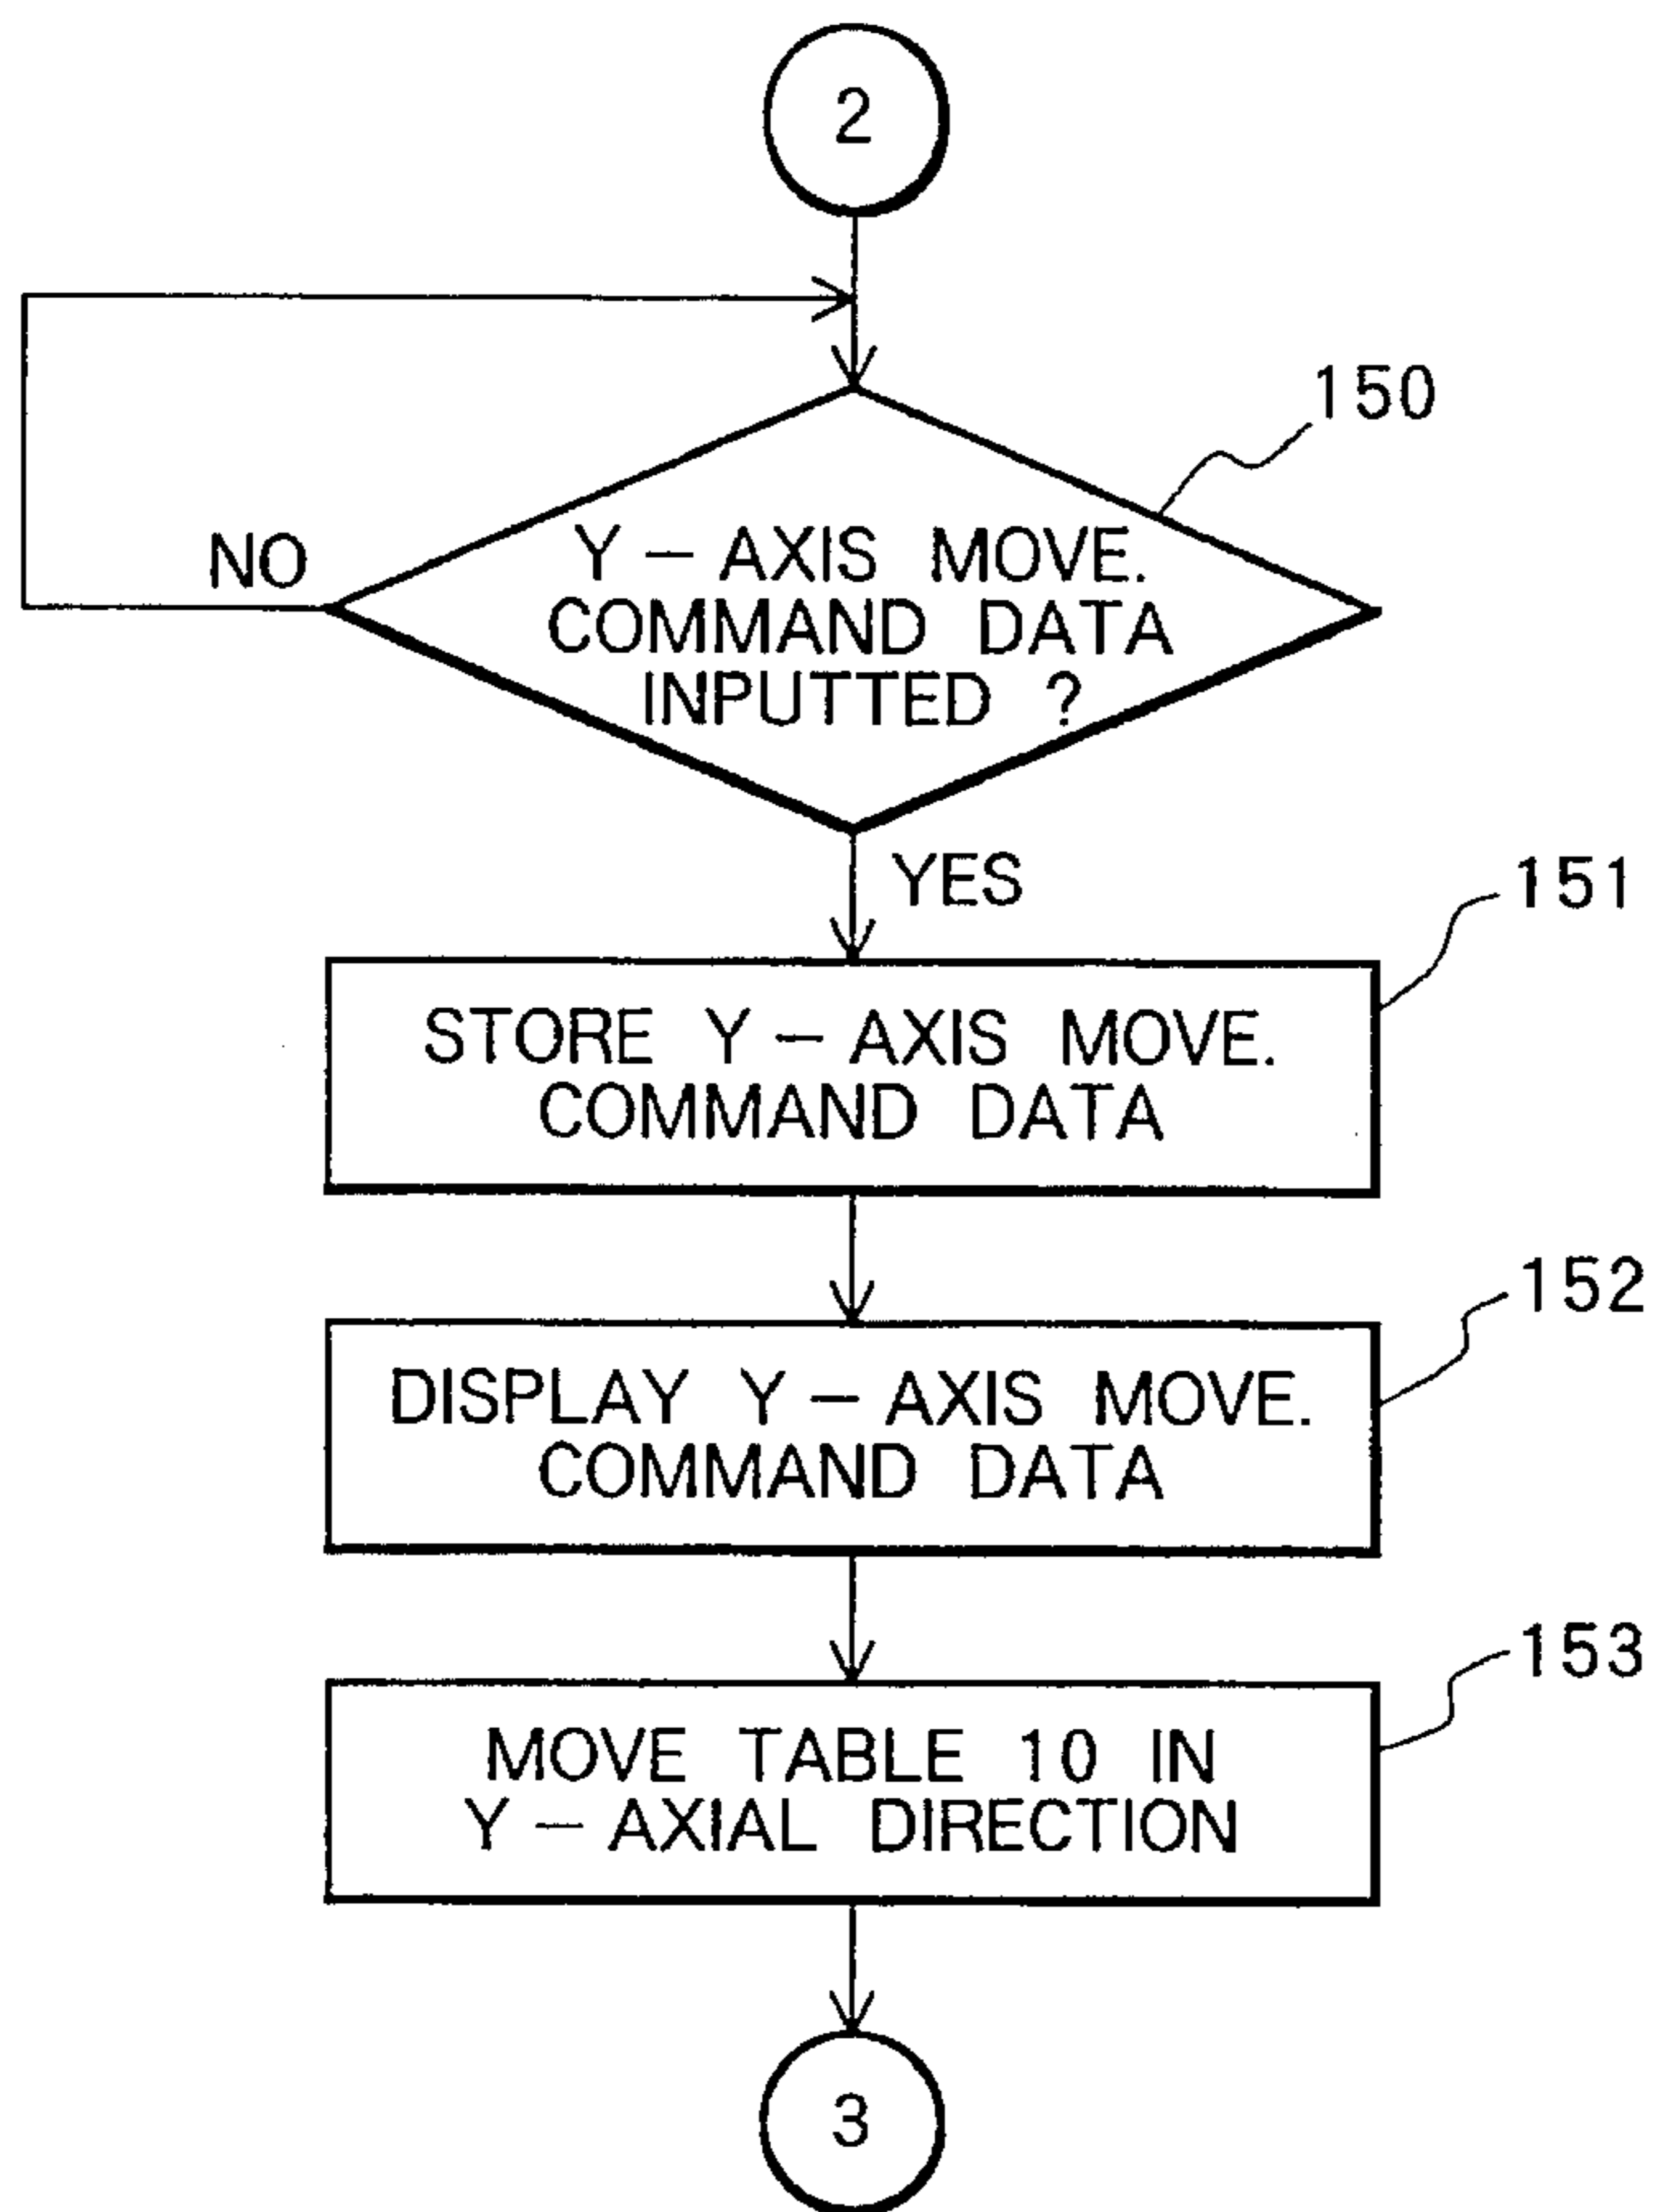 2
150
NO
Y-AXIS MOVE.
COMMAND DATA
INPUTTED ?
YES
151
STORE Y-AXIS MOVE.
COMMAND DATA
152
DISPLAY Y-AXIS MOVE.
COMMAND DATA
153
MOVE TABLE 10 IN
Y-AXIAL DIRECTION
3